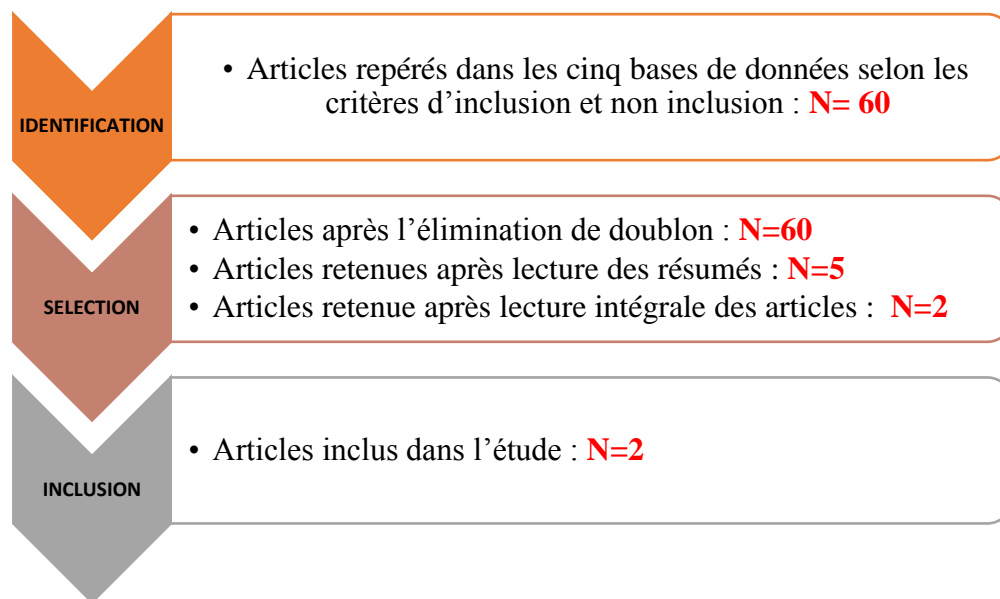 IDENTIFICATION
• Articles repérés dans les cinq bases de données selon les
critères d’inclusion et non inclusion : N= 60
SELECTION
• Articles après l’élimination de doublon : N=60
• Articles retenues après lecture des résumés : N=5
• Articles retenue après lecture intégrale des articles : N=2
INCLUSION
• Articles inclus dans l’étude : N=2